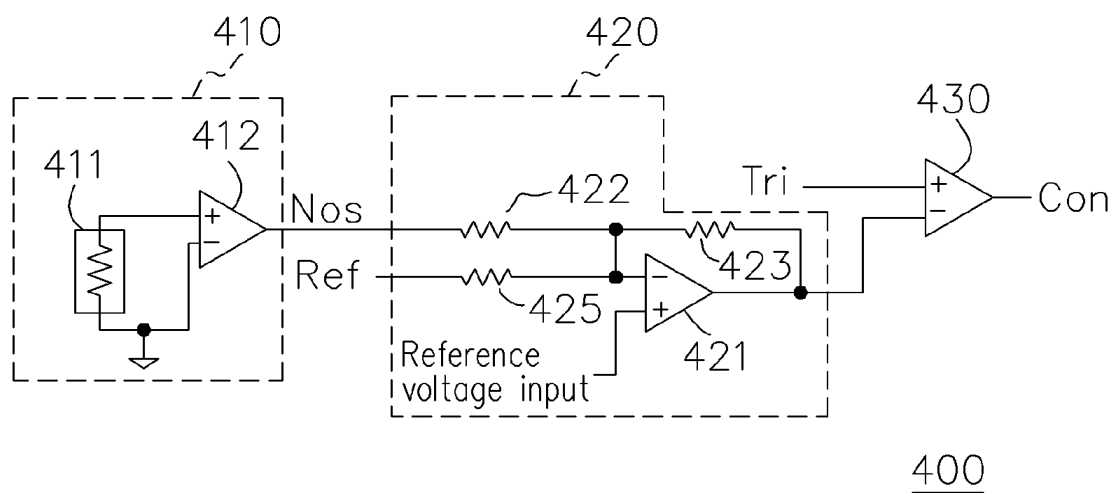 410
420
430
411
412
Nos
422
Tri
+
−
Con
+
−
Ref
425
423
−
+
421
Reference
voltage input
400